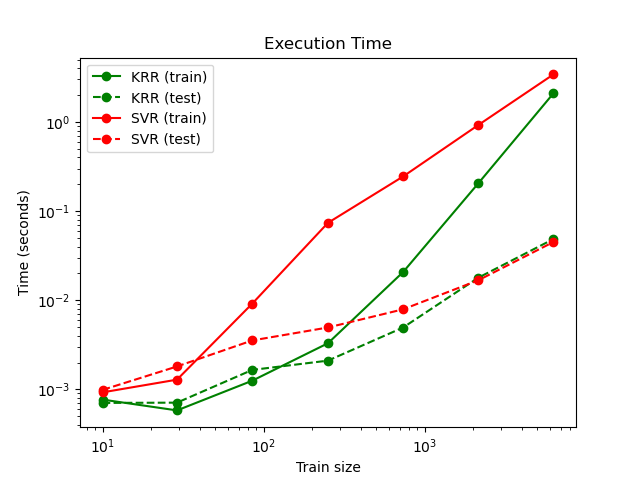 Execution Time
KRR (train)
KRR (test)
SVR (train)
SVR (test)
Time (seconds)
10⁰
10⁻¹
10⁻²
10⁻³
10¹
10²
10³
Train size